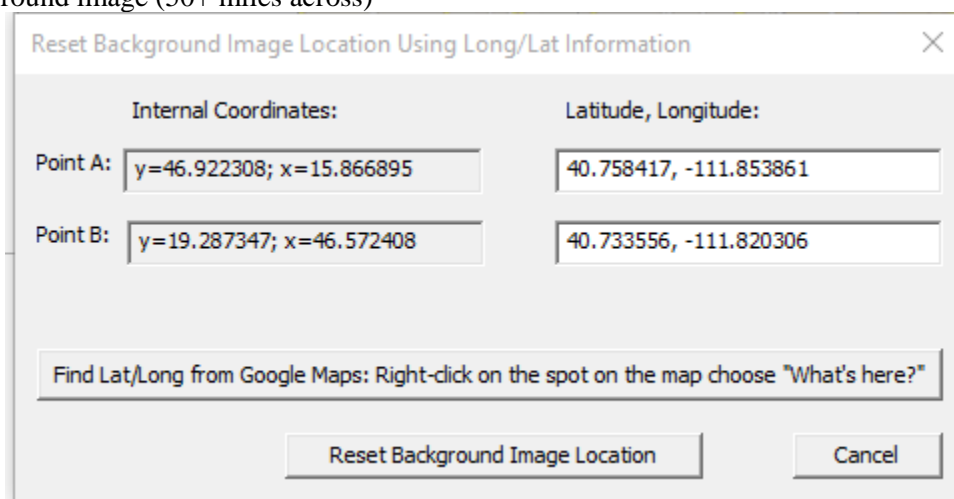 round image (50+ miles across)
Reset Background Image Location Using Long/Lat Information
Internal Coordinates: Latitude, Longitude:
Point A: y=46.922308; x=15.866895 40.758417, -111.853861
Point B: y=19.287347; x=46.572408 40.733556, -111.820306
Find Lat/Long from Google Maps: Right-click on the spot on the map choose "What's here?"
Reset Background Image Location Cancel